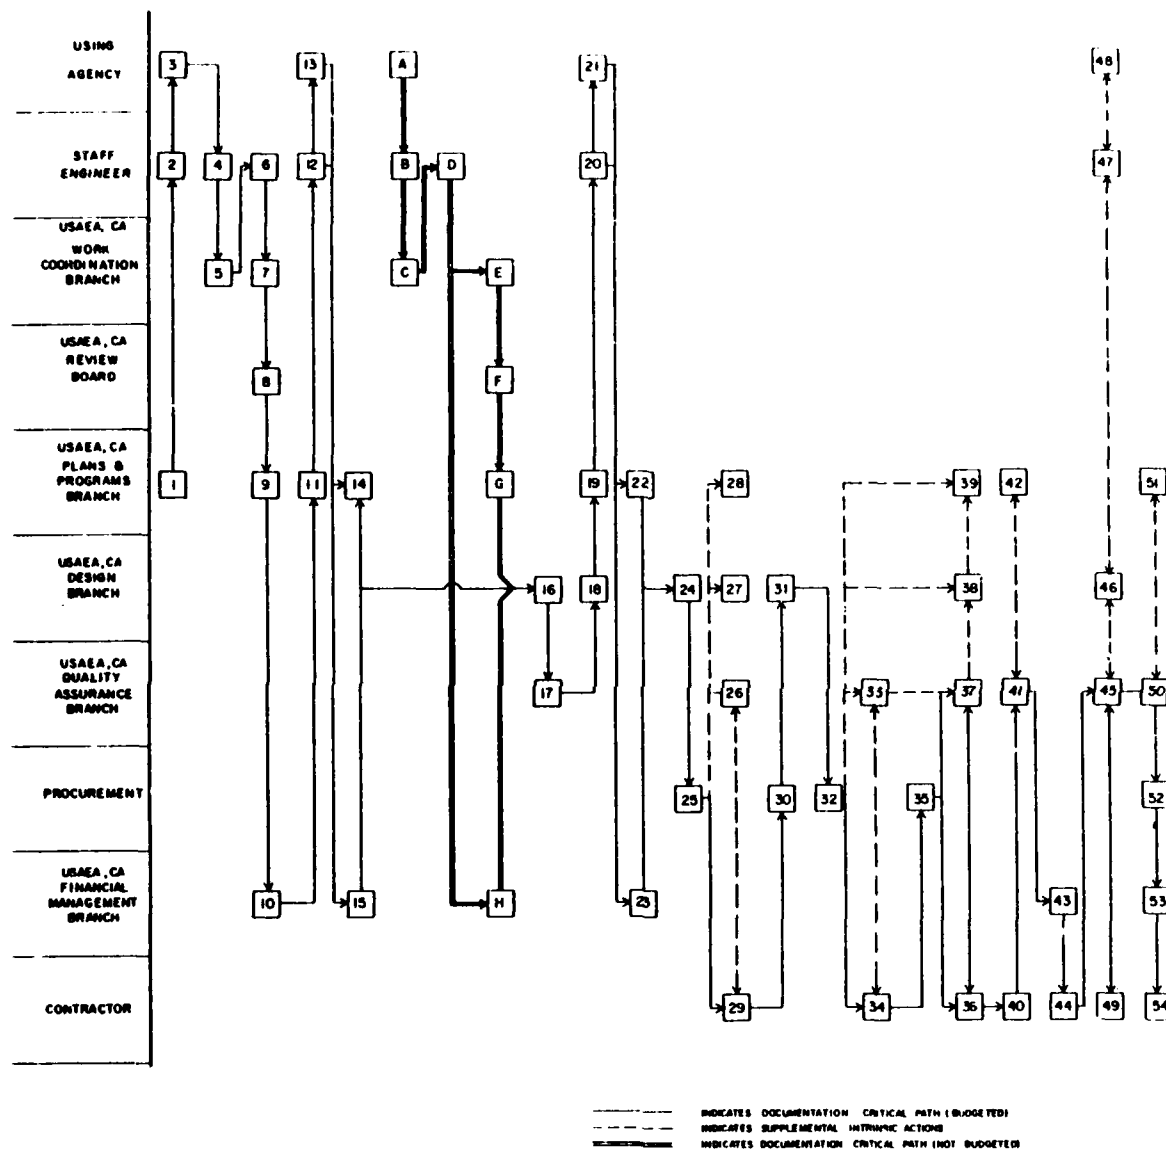 USING
AGENCY
3
13
A
21
48
STAFF
ENGINEER
2
4
6
12
B
D
20
47
USAEA, CA
WORK
COORDINATION
BRANCH
5
7
C
E
USAEA, CA
REVIEW
BOARD
8
F
USAEA, CA
PLANS &
PROGRAMS
BRANCH
1
9
11
14
G
19
22
28
39
42
51
USAEA, CA
DESIGN
BRANCH
16
18
24
27
31
38
46
USAEA, CA
QUALITY
ASSURANCE
BRANCH
17
26
33
37
41
45
50
PROCUREMENT
25
30
32
35
52
USAEA, CA
FINANCIAL
MANAGEMENT
BRANCH
10
15
H
23
43
53
CONTRACTOR
29
34
36
40
44
49
54
INDICATES DOCUMENTATION CRITICAL PATH (BUDGETED)
INDICATES SUPPLEMENTAL INTRINSIC ACTIONS
INDICATES DOCUMENTATION CRITICAL PATH (NOT BUDGETED)